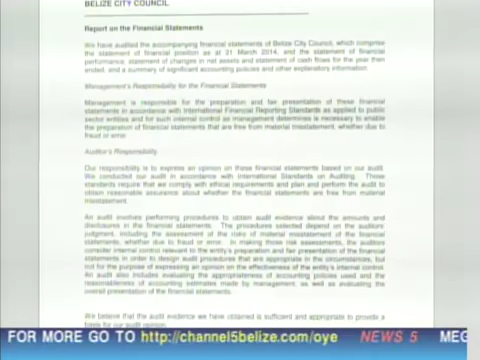 BELIZE CITY COUNCIL
Report on the Financial Statements
We have audited the accompanying financial statements of Belize City Council, which comprise
the statement of financial position as at 31 March 2014, and the statement of financial
performance, statement of changes in net assets and statement of cash flows for the year then
ended, and a summary of significant accounting policies and other explanatory information.
Management's Responsibility for the Financial Statements
Management is responsible for the preparation and fair presentation of these financial
statements in accordance with International Financial Reporting Standards as applied to public
sector entities and for such internal control as management determines is necessary to enable
the preparation of financial statements that are free from material misstatement, whether due to
fraud or error.
Auditor's Responsibility
Our responsibility is to express an opinion on these financial statements based on our audit.
We conducted our audit in accordance with International Standards on Auditing. Those
standards require that we comply with ethical requirements and plan and perform the audit to
obtain reasonable assurance about whether the financial statements are free from material
misstatement.
An audit involves performing procedures to obtain audit evidence about the amounts and
disclosures in the financial statements. The procedures selected depend on the auditors'
judgment, including the assessment of the risks of material misstatement of the financial
statements, whether due to fraud or error. In making those risk assessments, the auditors
consider internal control relevant to the entity's preparation and fair presentation of the financial
statements in order to design audit procedures that are appropriate in the circumstances, but
not for the purpose of expressing an opinion on the effectiveness of the entity's internal control.
An audit also includes evaluating the appropriateness of accounting policies used and the
reasonableness of accounting estimates made by management, as well as evaluating the
overall presentation of the financial statements.
We believe that the audit evidence we have obtained is sufficient and appropriate to provide a
basis for our audit opinion.
FOR MORE GO TO http://channel5belize.com/oye NEWS 5 MEG